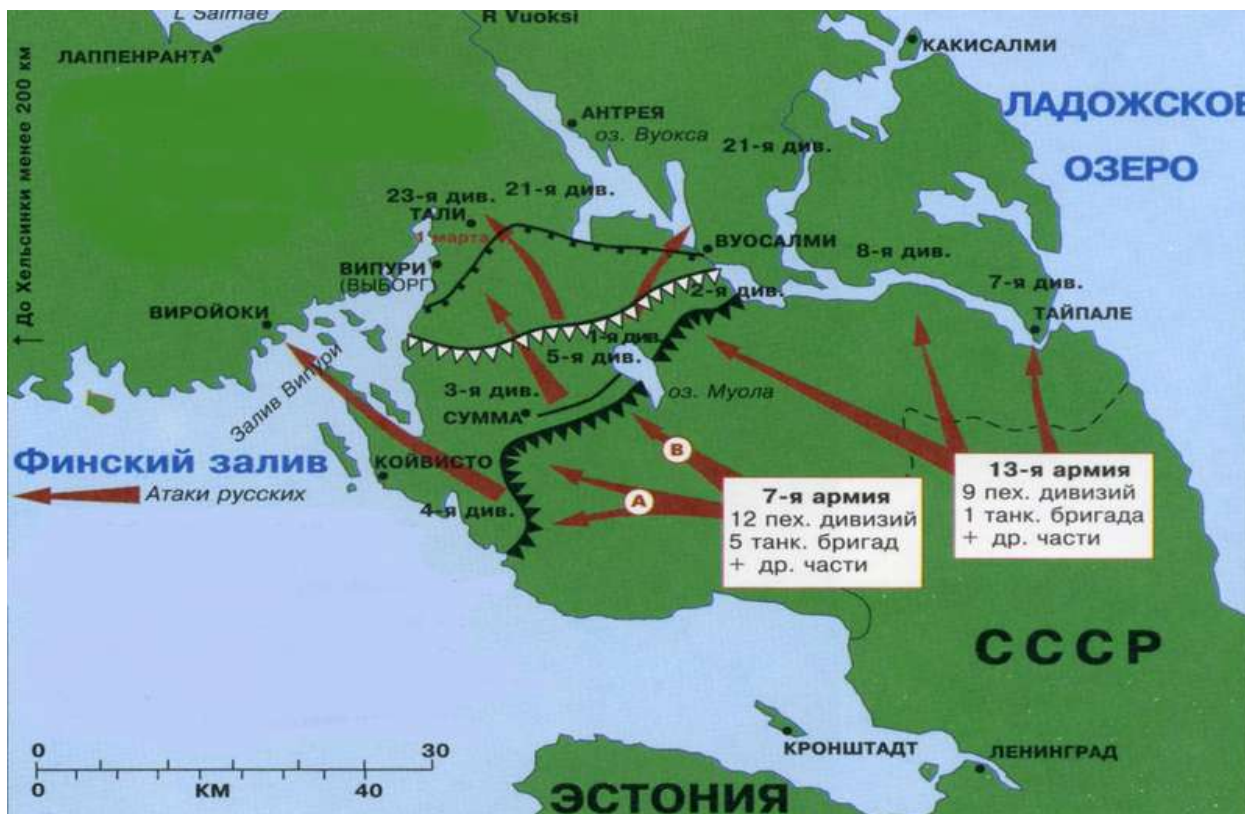 L Saimae
R Vuoksi
ЛАППЕНРАНТА
КАКИСАЛМИ
До Хельсинки менее 200 км
АНТРЕЯ
оз. Вуокса
ЛАДОЖСКОЕ
ОЗЕРО
21-я див.
23-я див.
21-я див.
ТАЛИ
1 марта
ВУОСАЛМИ
8-я див.
ВИПУРИ
(ВЫБОРГ)
7-я див.
2-я див.
ВИРОЙОКИ
ТАЙПАЛЕ
1-я див.
5-я див.
Залив Випури
3-я див.
оз. Муола
СУММА
Финский залив
КОЙВИСТО
В
Атаки русских
А
4-я див.
13-я армия
9 пех. дивизий
1 танк. бригада
+ др. части
7-я армия
12 пех. дивизий
5 танк. бригад
+ др. части
СССР
0
30
КРОНШТАДТ
ЛЕНИНГРАД
0
КМ
40
ЭСТОНИЯ